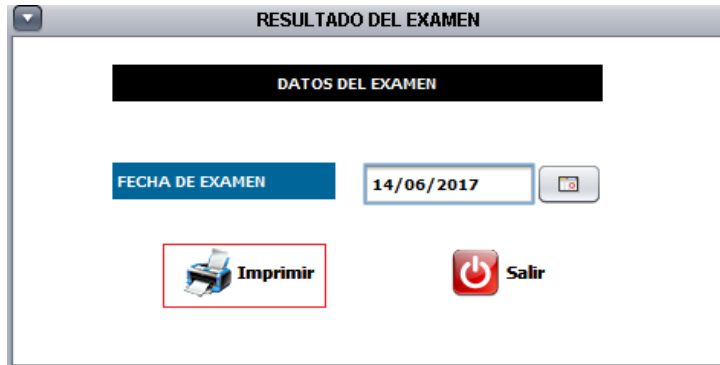 RESULTADO DEL EXAMEN
DATOS DEL EXAMEN
FECHA DE EXAMEN 14/06/2017
Imprimir Salir